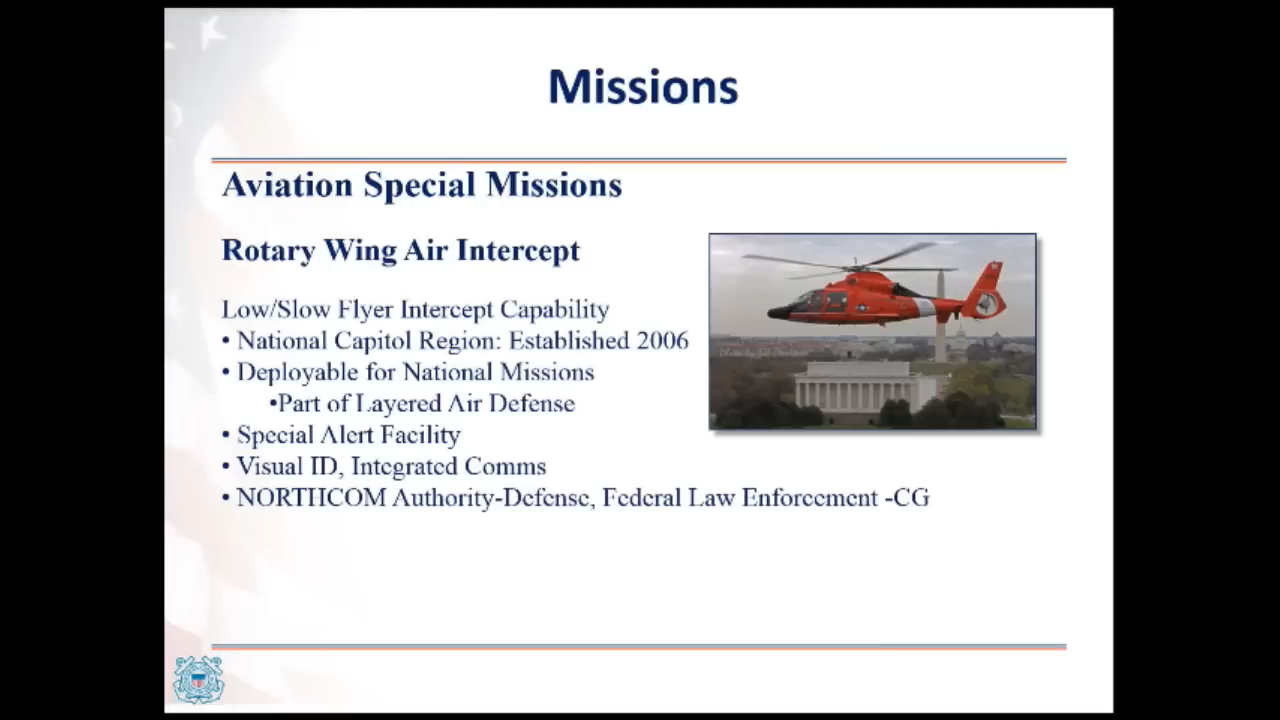 Missions
Aviation Special Missions
Rotary Wing Air Intercept
Low/Slow Flyer Intercept Capability
• National Capitol Region: Established 2006
• Deployable for National Missions
•Part of Layered Air Defense
• Special Alert Facility
• Visual ID, Integrated Comms
• NORTHCOM Authority-Defense, Federal Law Enforcement -CG